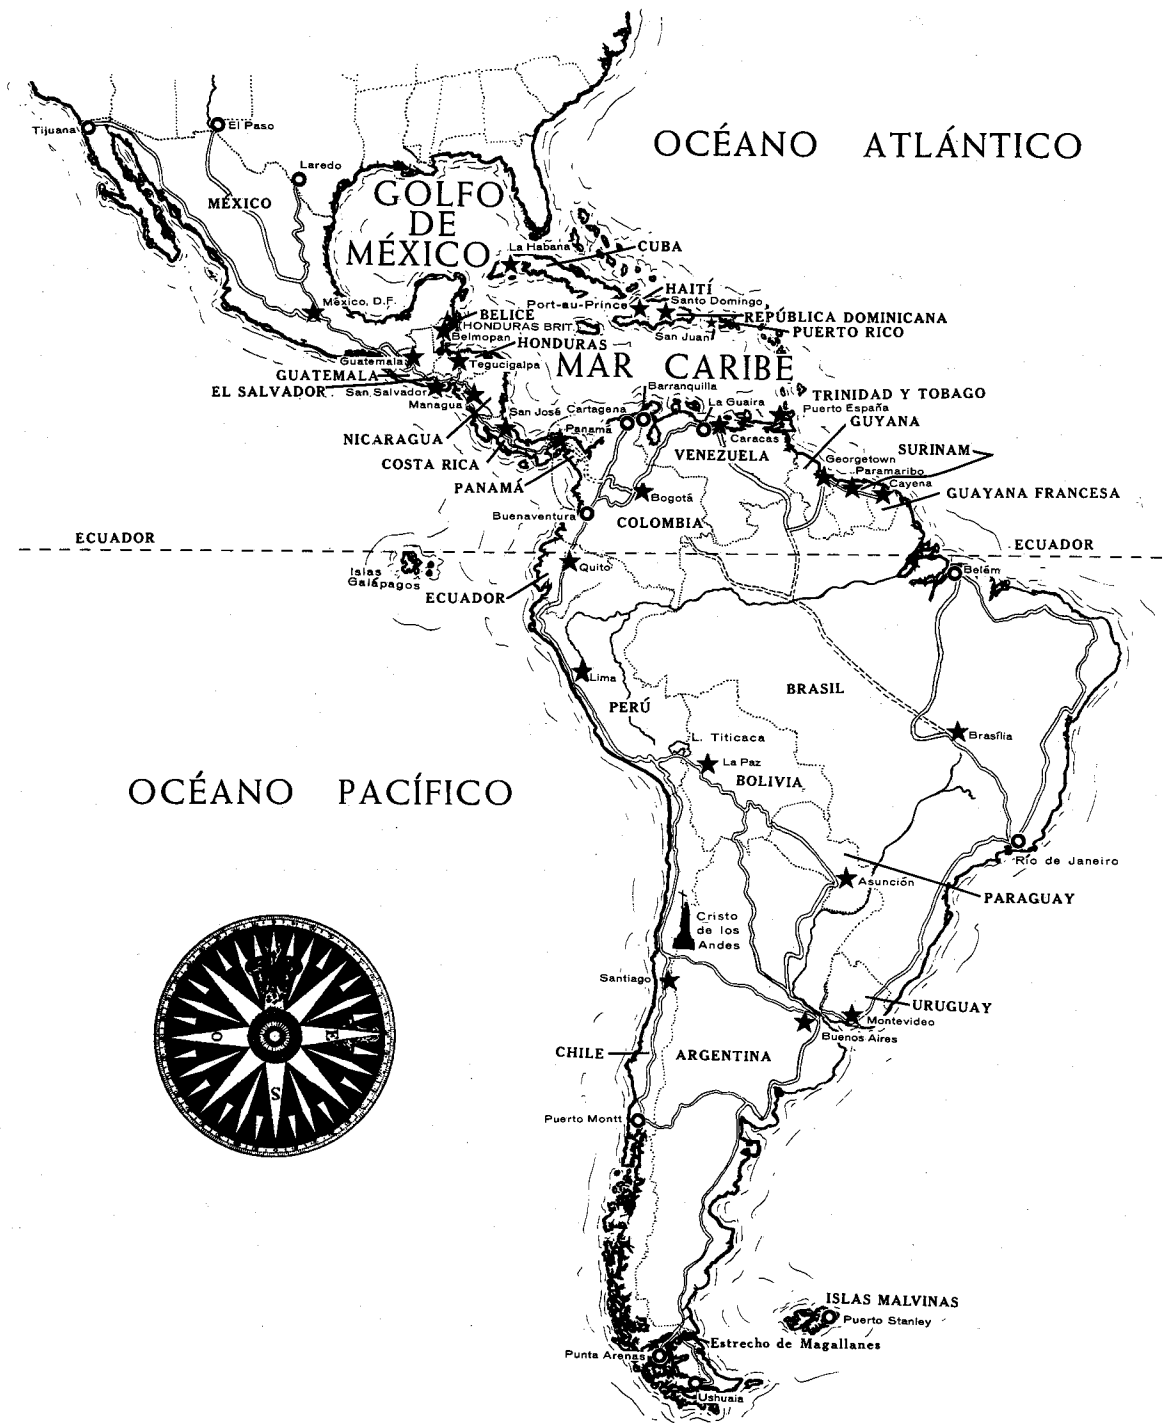 Tijuana
El Paso
Laredo
OCÉANO ATLÁNTICO
MÉXICO
GOLFO
DE
MÉXICO
La Habana
CUBA
HAITÍ
México, D.F.
Port-au-Prince
Santo Domingo
BELICE
REPÚBLICA DOMINICANA
HONDURAS BRIT.
PUERTO RICO
Belmopan
San Juan
HONDURAS
Guatemala
Tegucigalpa
MAR CARIBE
GUATEMALA
EL SALVADOR
San Salvador
Barranquilla
TRINIDAD Y TOBAGO
Managua
San José
Cartagena
La Guaira
Puerto España
GUYANA
Panamá
NICARAGUA
Caracas
COSTA RICA
VENEZUELA
SURINAM
Georgetown
Paramaribo
PANAMÁ
Cayena
Bogotá
GUAYANA FRANCESA
Buenaventura
COLOMBIA
ECUADOR
ECUADOR
Islas
Galápagos
Quito
Belém
ECUADOR
Lima
BRASIL
PERÚ
L. Titicaca
Brasília
La Paz
BOLIVIA
OCÉANO PACÍFICO
Río de Janeiro
Asunción
PARAGUAY
Cristo
de los
Andes
Santiago
URUGUAY
Montevideo
O
E
Buenos Aires
CHILE
ARGENTINA
S
Puerto Montt
ISLAS MALVINAS
Puerto Stanley
Estrecho de Magallanes
Punta Arenas
Ushuaia